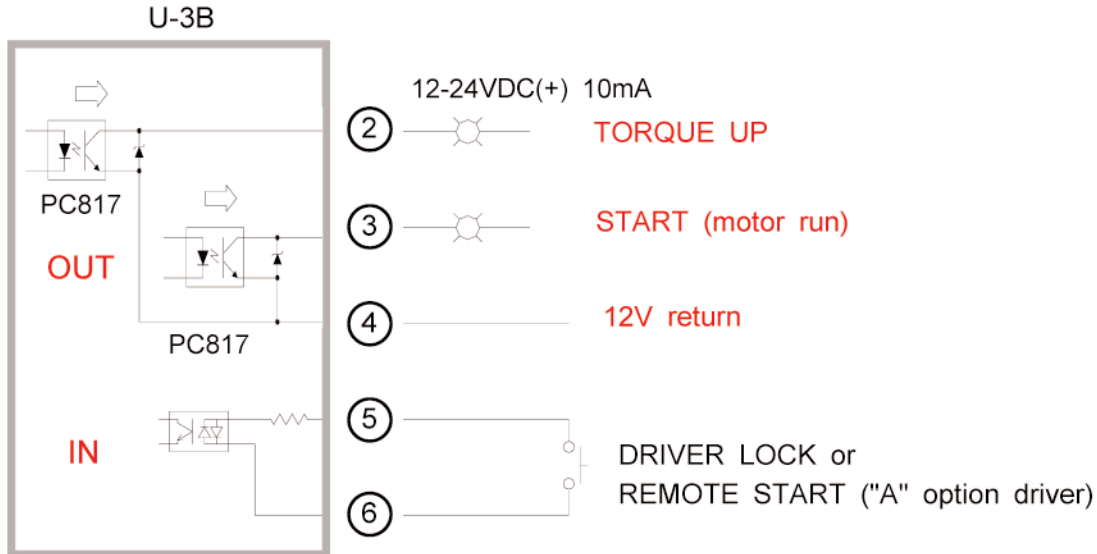 U-3B
12-24VDC(+) 10mA
2
TORQUE UP
PC817
3
START (motor run)
OUT
4
12V return
PC817
5
IN
DRIVER LOCK or
REMOTE START ("A" option driver)
6